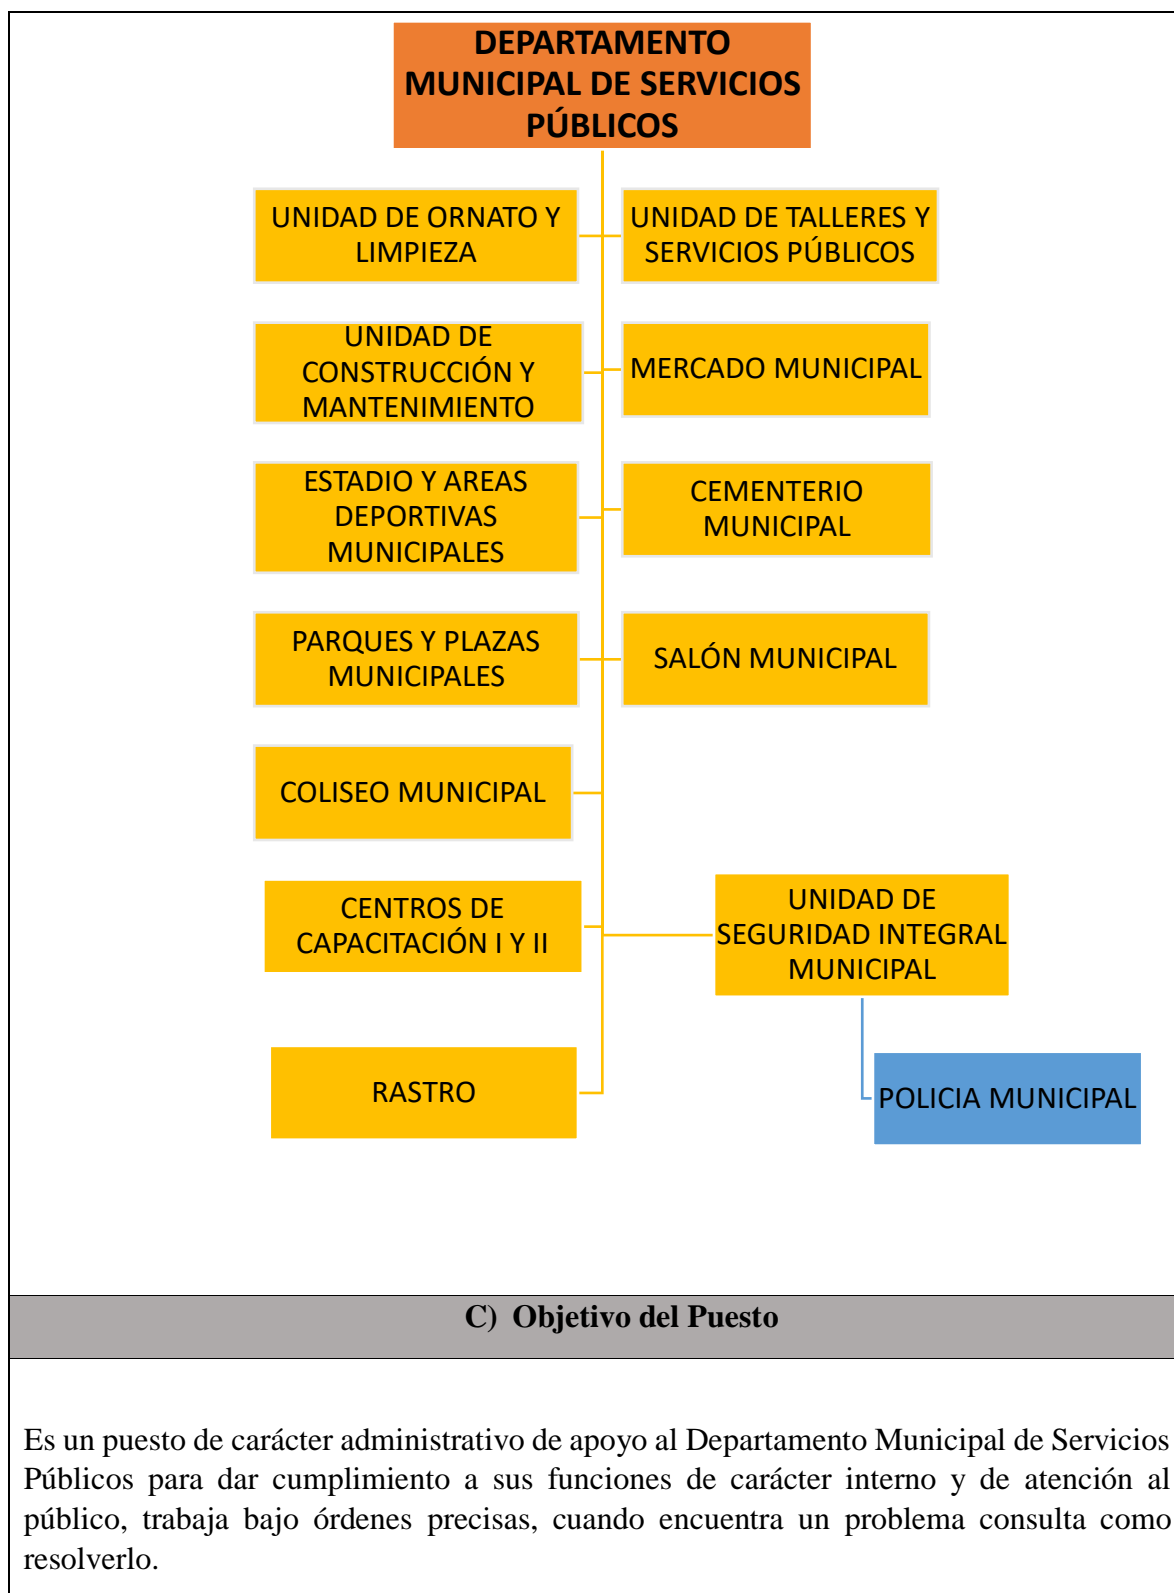 DEPARTAMENTO
MUNICIPAL DE SERVICIOS
PÚBLICOS
UNIDAD DE ORNATO Y
LIMPIEZA
UNIDAD DE TALLERES Y
SERVICIOS PÚBLICOS
UNIDAD DE
CONSTRUCCIÓN Y
MANTENIMIENTO
MERCADO MUNICIPAL
ESTADIO Y AREAS
DEPORTIVAS
MUNICIPALES
CEMENTERIO
MUNICIPAL
PARQUES Y PLAZAS
MUNICIPALES
SALÓN MUNICIPAL
COLISEO MUNICIPAL
CENTROS DE
CAPACITACIÓN I Y II
UNIDAD DE
SEGURIDAD INTEGRAL
MUNICIPAL
RASTRO
POLICIA MUNICIPAL
C) Objetivo del Puesto
Es un puesto de carácter administrativo de apoyo al Departamento Municipal de Servicios
Públicos para dar cumplimiento a sus funciones de carácter interno y de atención al
público, trabaja bajo órdenes precisas, cuando encuentra un problema consulta como
resolverlo.